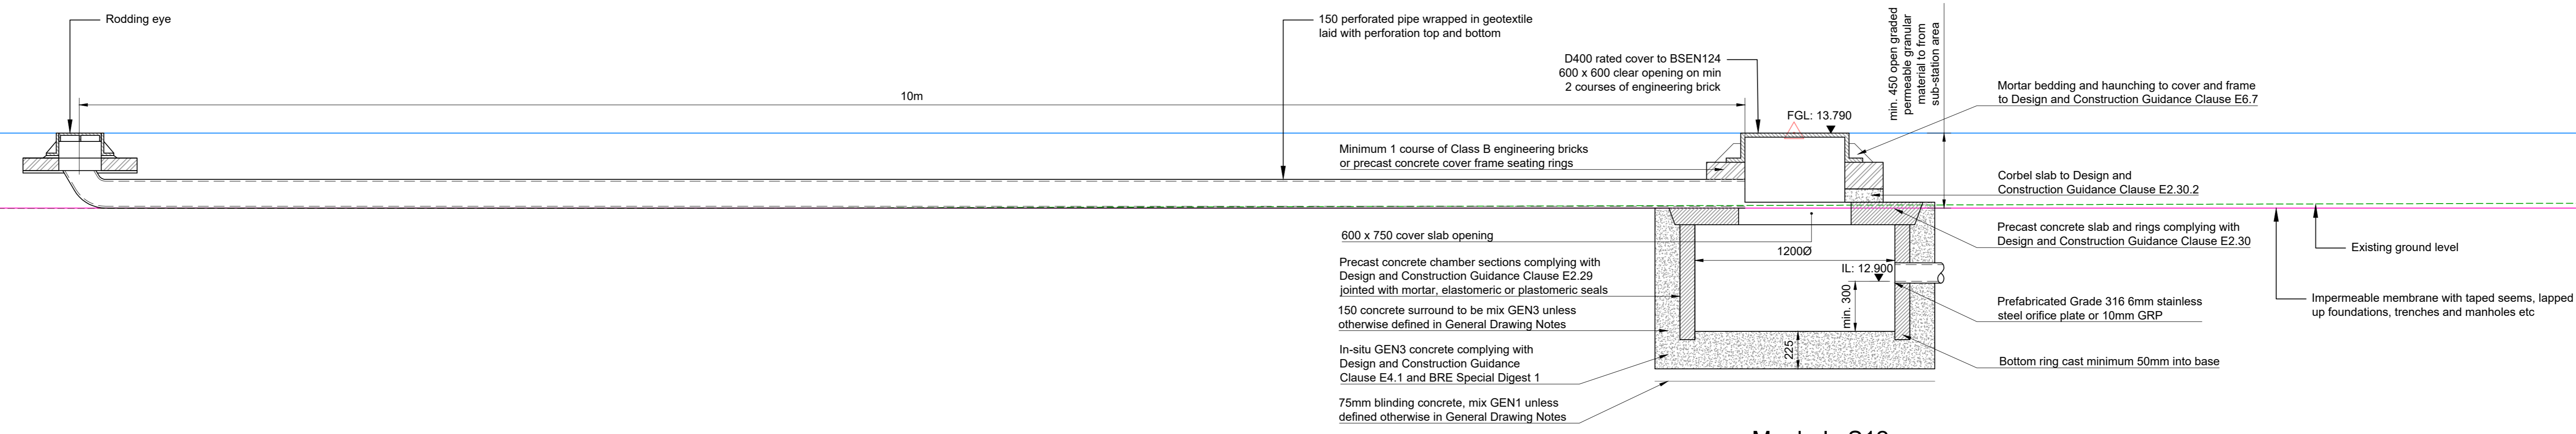 Rodding eye
150 perforated pipe wrapped in geotextile
laid with perforation top and bottom
D400 rated cover to BSEN124
600 x 600 clear opening on min
2 courses of engineering brick
10m
FGL: 13.790
min. 450 open graded
permeable granular
material to from
sub-station area
Mortar bedding and haunching to cover and frame
to Design and Construction Guidance Clause E6.7
Minimum 1 course of Class B engineering bricks
or precast concrete cover frame seating rings
Corbel slab to Design and
Construction Guidance Clause E2.30.2
600 x 750 cover slab opening
Precast concrete slab and rings complying with
Design and Construction Guidance Clause E2.30
Existing ground level
1200Ø
IL: 12.900
min. 300
225
Precast concrete chamber sections complying with
Design and Construction Guidance Clause E2.29
jointed with mortar, elastomeric or plastomeric seals
Prefabricated Grade 316 6mm stainless
steel orifice plate or 10mm GRP
Impermeable membrane with taped seems, lapped
up foundations, trenches and manholes etc
150 concrete surround to be mix GEN3 unless
otherwise defined in General Drawing Notes
In-situ GEN3 concrete complying with
Design and Construction Guidance
Clause E4.1 and BRE Special Digest 1
Bottom ring cast minimum 50mm into base
75mm blinding concrete, mix GEN1 unless
defined otherwise in General Drawing Notes